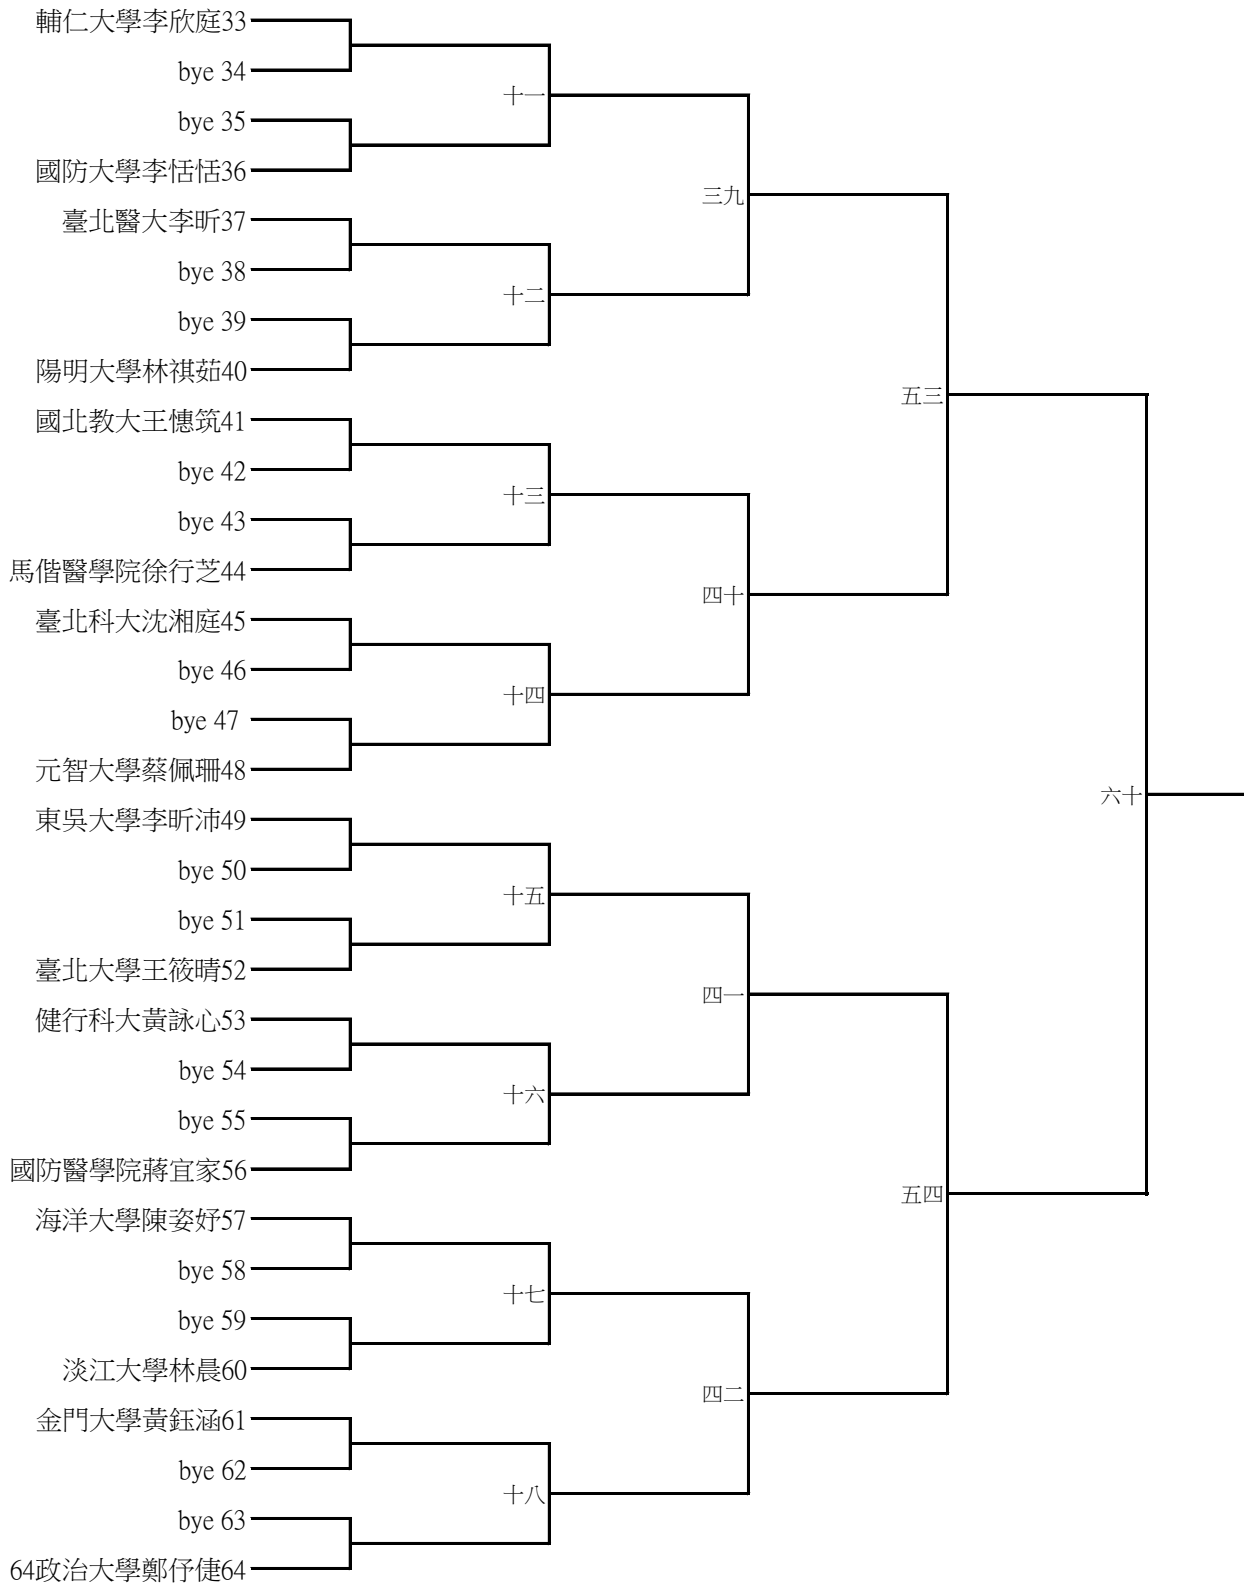 輔仁大學李欣庭33
bye 34
十一
bye 35
國防大學李恬恬36
三九
臺北醫大李昕37
bye 38
十二
bye 39
陽明大學林祺茹40
五三
國北教大王憓筑41
bye 42
十三
bye 43
馬偕醫學院徐行芝44
四十
臺北科大沈湘庭45
bye 46
十四
bye 47
元智大學蔡佩珊48
六十
東吳大學李昕沛49
bye 50
十五
bye 51
臺北大學王筱晴52
四一
健行科大黃詠心53
bye 54
十六
bye 55
國防醫學院蔣宜家56
五四
海洋大學陳姿妤57
bye 58
十七
bye 59
淡江大學林晨60
四二
金門大學黃鈺涵61
bye 62
十八
bye 63
64政治大學鄭伃倢64